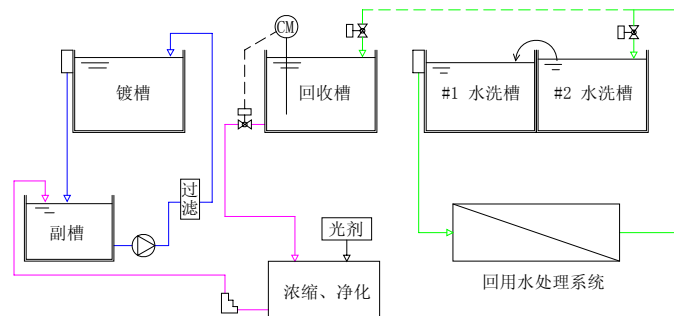 CM
镀槽
回收槽
#1 水洗槽
#2 水洗槽
过
滤
副槽
光剂
浓缩、净化
回用水处理系统